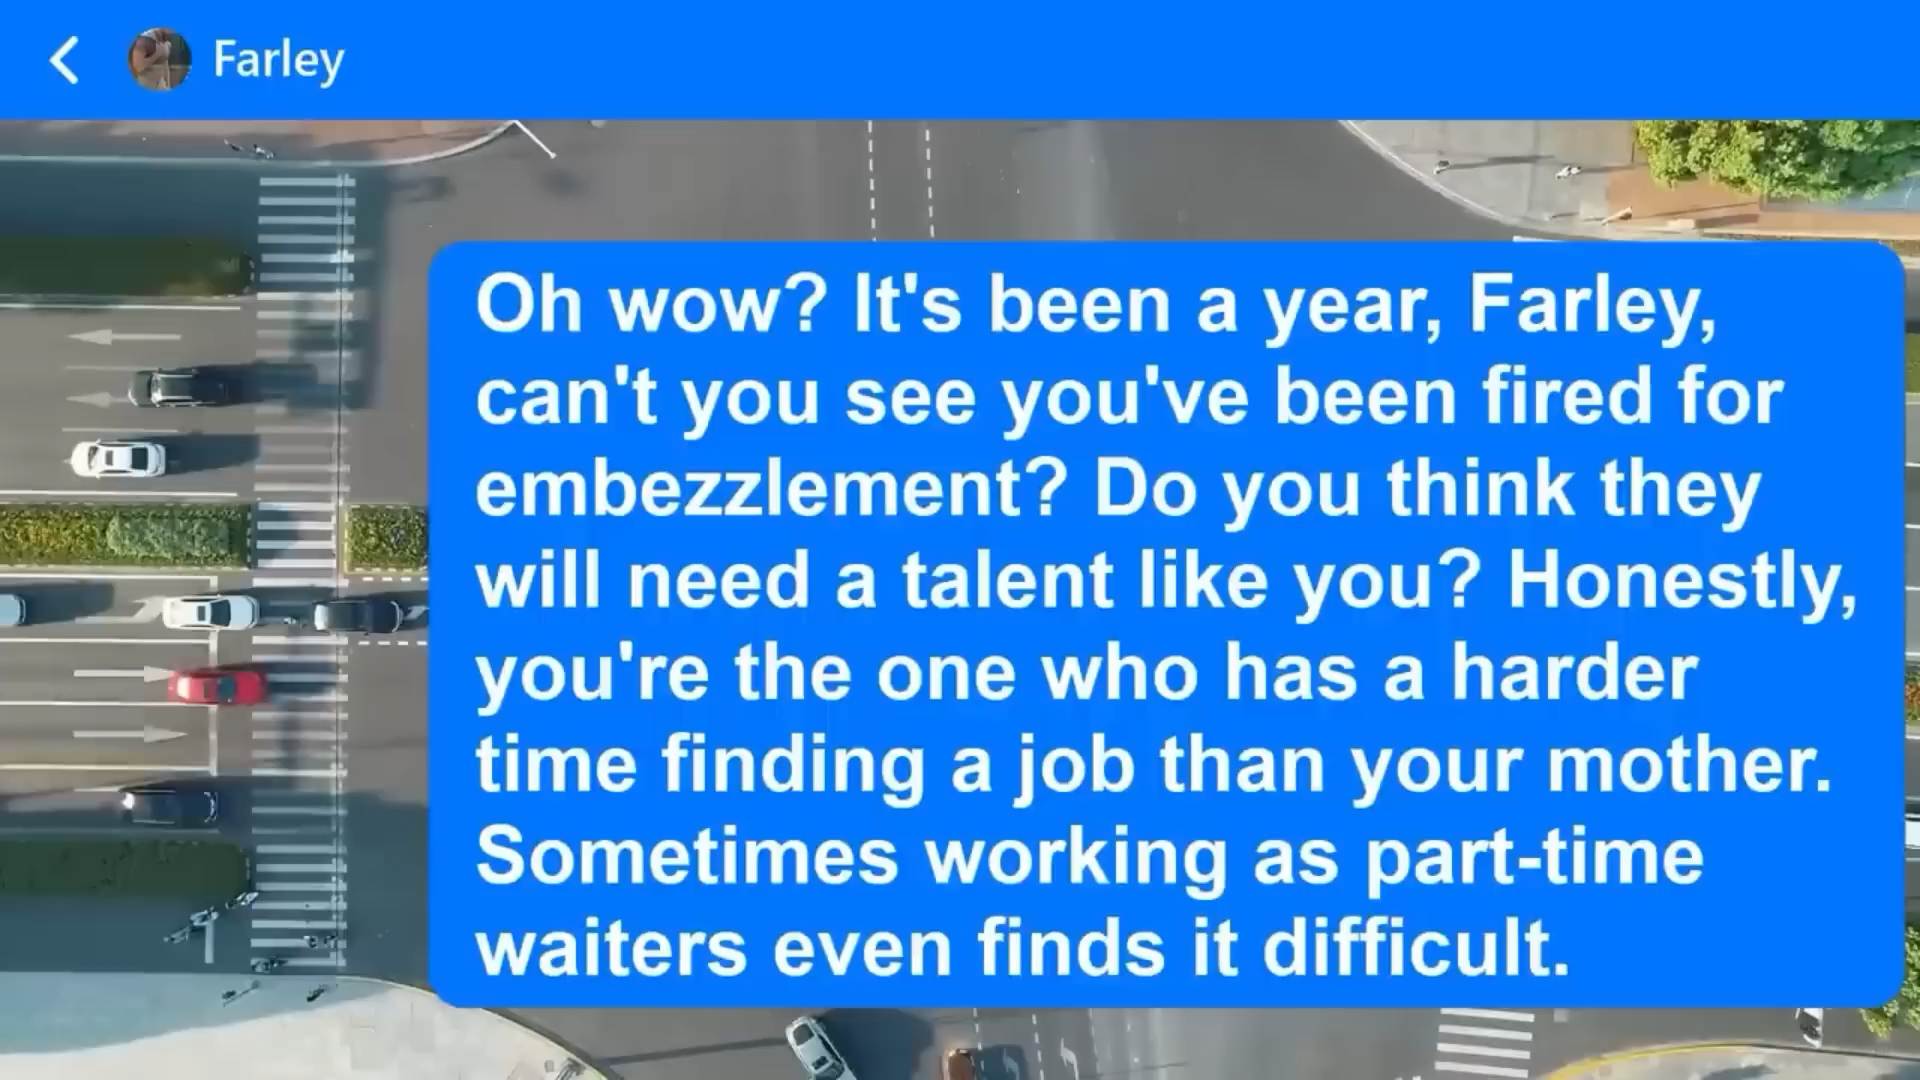 Farley
Oh wow? It's been a year, Farley,
can't you see you've been fired for
embezzlement? Do you think they
will need a talent like you? Honestly,
you're the one who has a harder
time finding a job than your mother.
Sometimes working as part-time
waiters even finds it difficult.